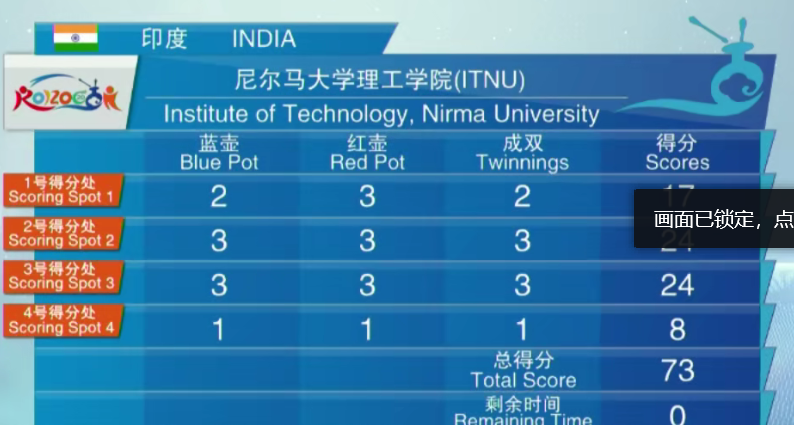 印度 INDIA
尼尔马大学理工学院(ITNU)
ROBOCON
Institute of Technology, Nirma University
蓝壶 红壶 成双 得分
Blue Pot Red Pot Twinnings Scores
1号得分处
Scoring Spot 1
2 3 2 17
画面已锁定，点
2号得分处
Scoring Spot 2
3 3 3 24
3号得分处
Scoring Spot 3
3 3 3 24
4号得分处
Scoring Spot 4
1 1 1 8
总得分
Total Score 73
剩余时间
Remaining Time 0